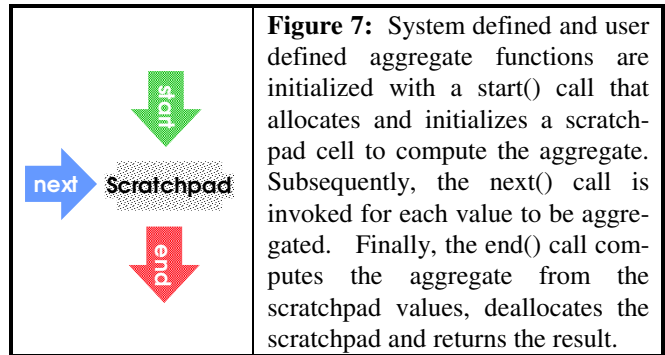 start
next
Scratchpad
end
Figure 7: System defined and user
defined aggregate functions are
initialized with a start() call that
allocates and initializes a scratch-
pad cell to compute the aggregate.
Subsequently, the next() call is
invoked for each value to be aggre-
gated. Finally, the end() call com-
putes the aggregate from the
scratchpad values, deallocates the
scratchpad and returns the result.